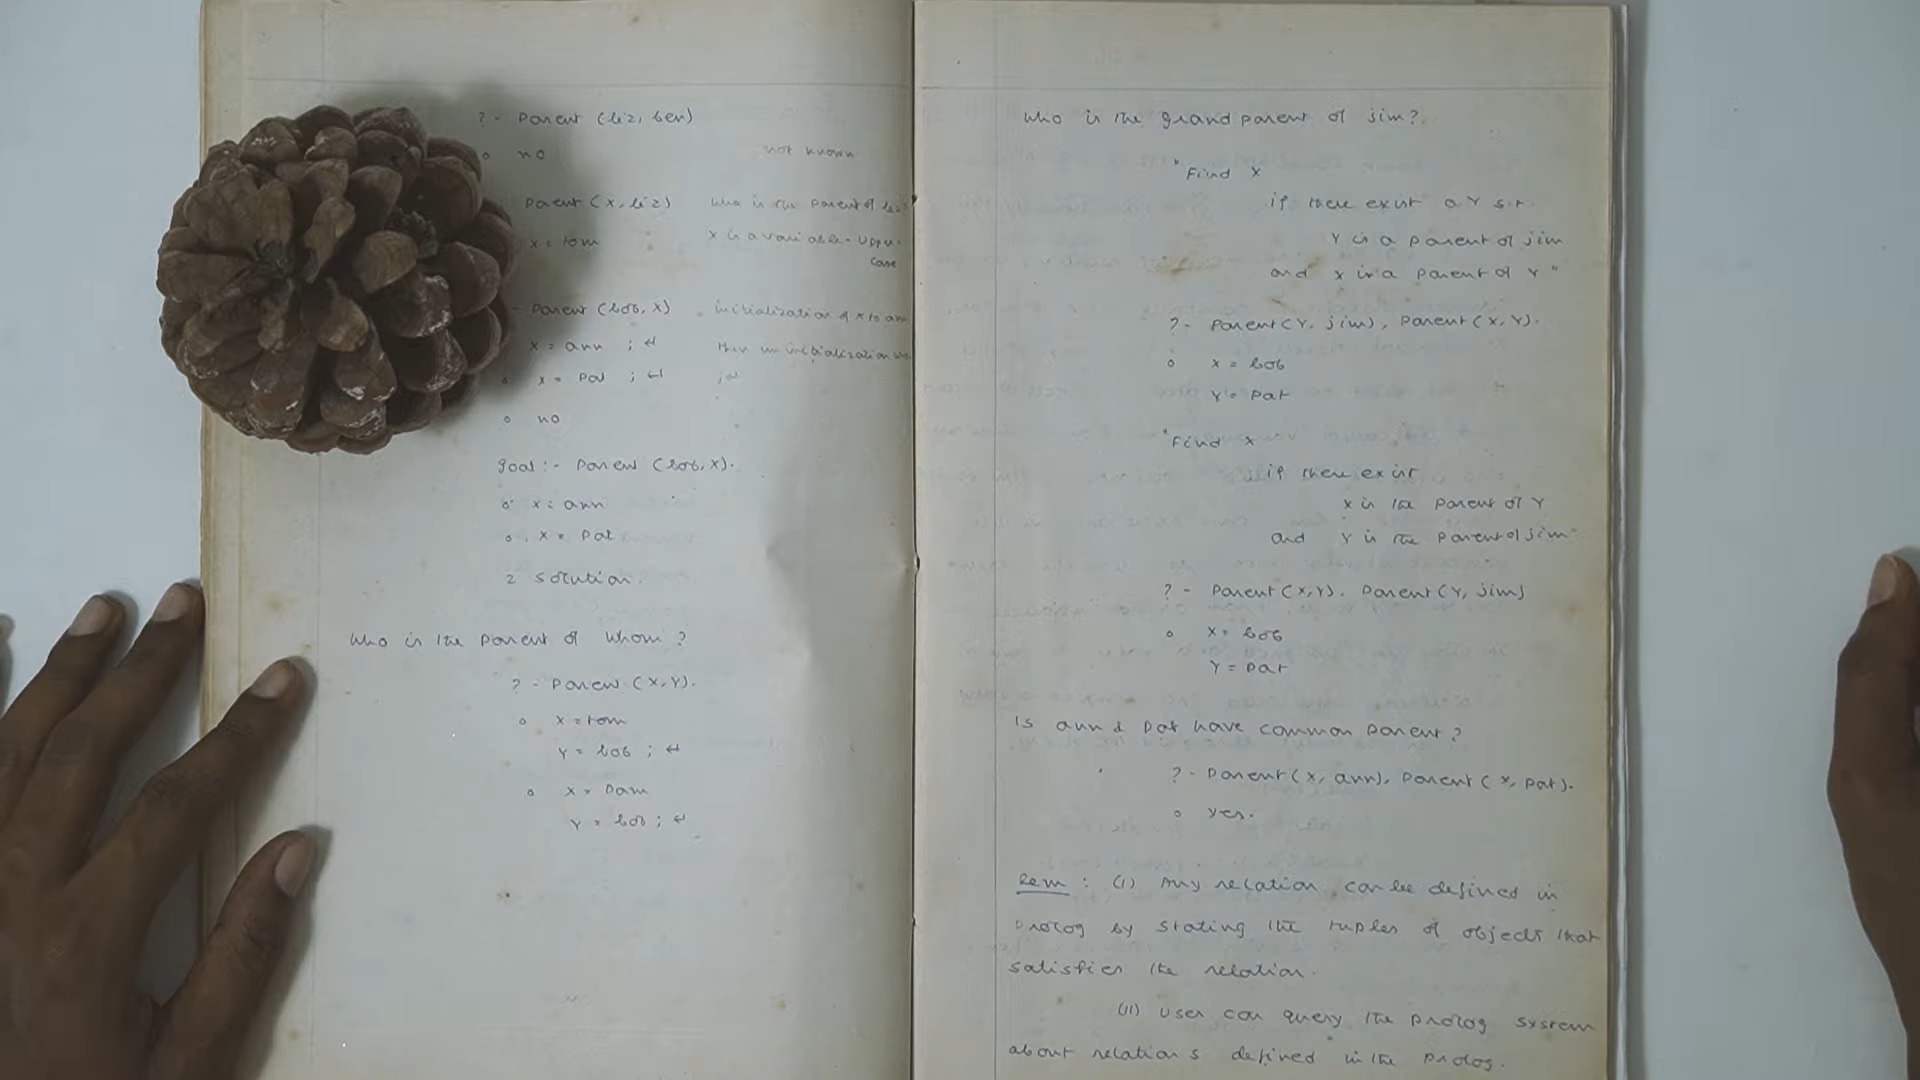 ? - Parent (liz, ben)
o no not known
Parent (X, liz) who is the parent of liz?
X = tom X is a variable - upper
case
- Parent (bob, X) initialization of X to ann
X = ann ; ↵ then uninitialization
o X = Pat ; ↵ ;↵
o no
goal :- Parent (bob, X).
o X = ann
o X = Pat
2 solution.
who is the parent of whom ?
? - Parent (X, Y).
o X = tom
Y = bob ; ↵
o X = Pam
Y = bob ; ↵
who is the grand parent of jim?
"Find X
if there exist a Y s.t.
Y is a parent of jim
and X is a parent of Y "
? - Parent (Y, jim), Parent (X, Y).
o X = bob
Y = Pat
"Find X
if there exist
X is the parent of Y
and Y is the parent of jim"
? - Parent (X, Y). Parent (Y, jim)
o X = bob
Y = Pat
Is ann & Pat have common parent ?
? - Parent (X, ann), Parent ( X, Pat).
o Yes.
Rem : (i) Any relation can be defined in
Prolog by stating the tuples of objects that
satisfies the relation.
(ii) User can query the Prolog system
about relations defined in the Prolog.